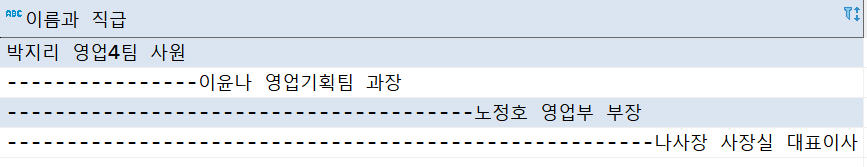 ABC 이름과 직급
박지리 영업4팀 사원
----------------이윤나 영업기획팀 과장
---------------------------------------노정호 영업부 부장
------------------------------------------------------나사장 사장실 대표이사